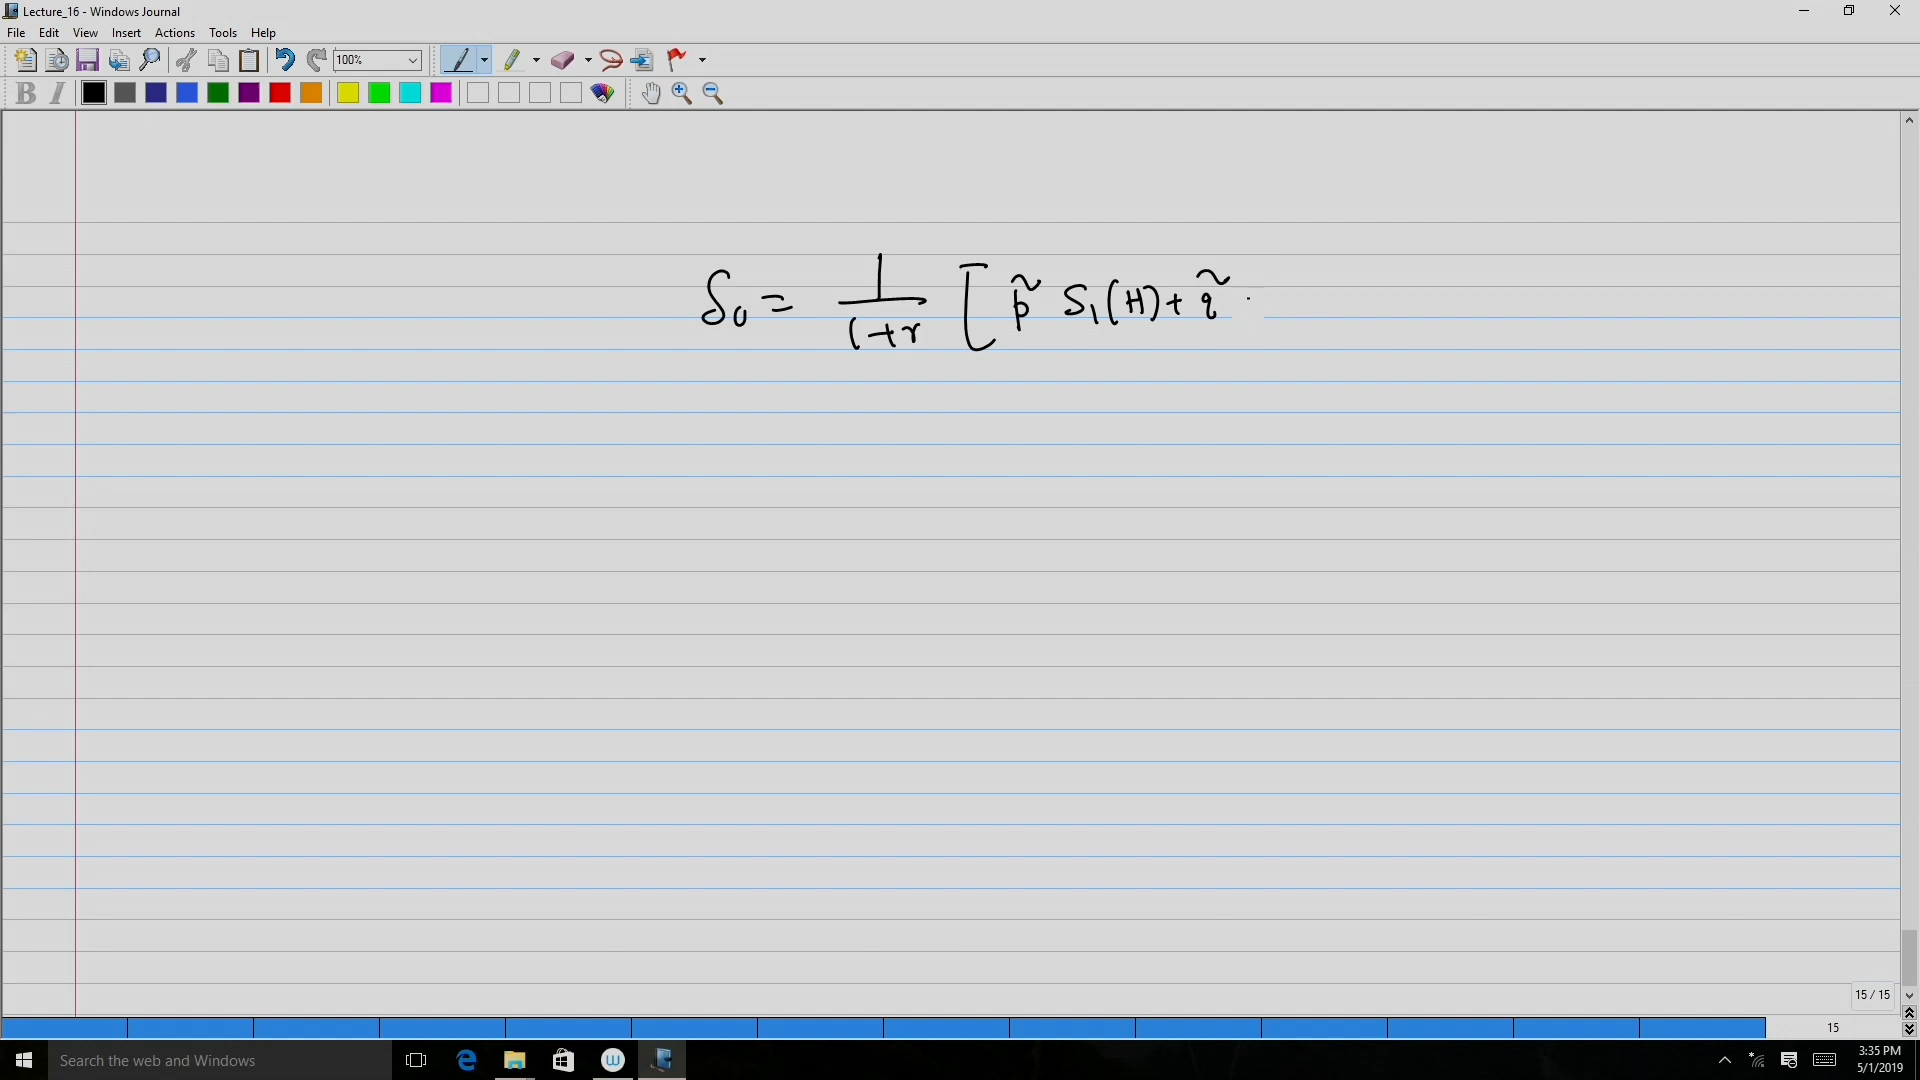 Lecture_16 - Windows Journal
File Edit View Insert Actions Tools Help
100%
B I
S₀ = 1/(1+r) [ p̃ S₁(H) + q̃ ·
15 / 15
15
Search the web and Windows
3:35 PM
5/1/2019